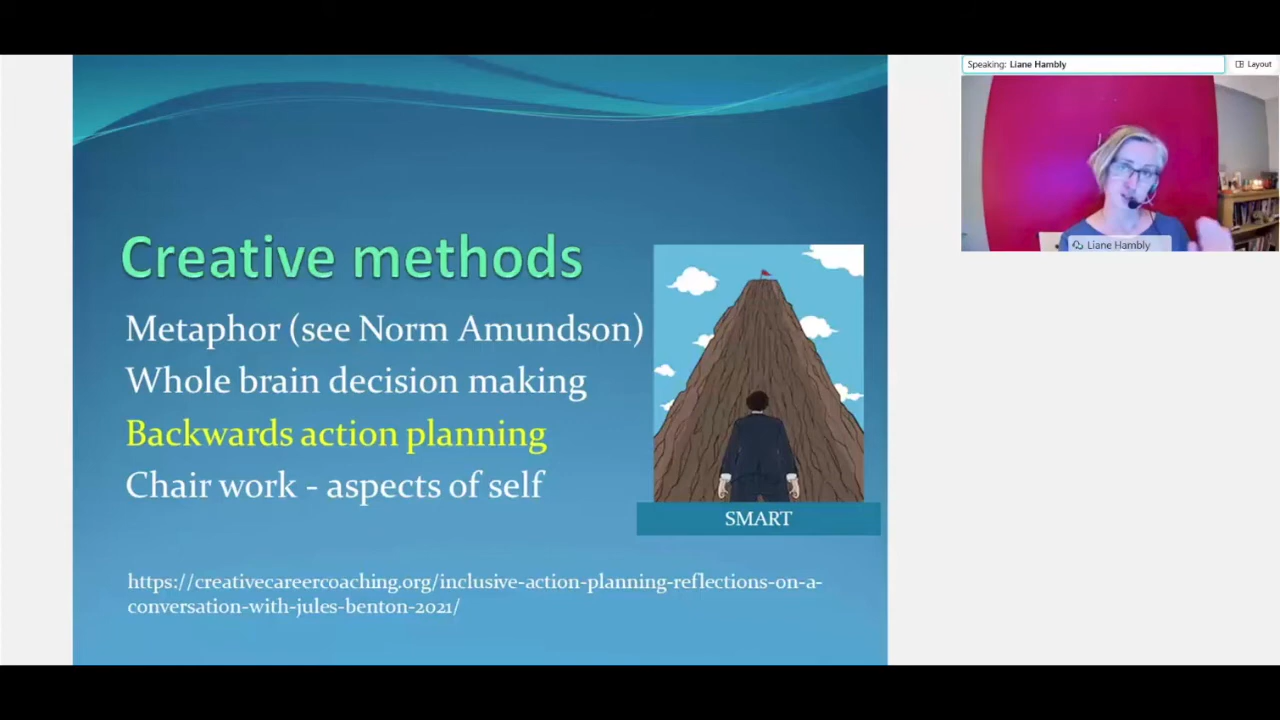 Speaking: Liane Hambly
Layout
Liane Hambly
Creative methods
Metaphor (see Norm Amundson)
Whole brain decision making
Backwards action planning
Chair work - aspects of self
SMART
https://creativecareercoaching.org/inclusive-action-planning-reflections-on-a-
conversation-with-jules-benton-2021/